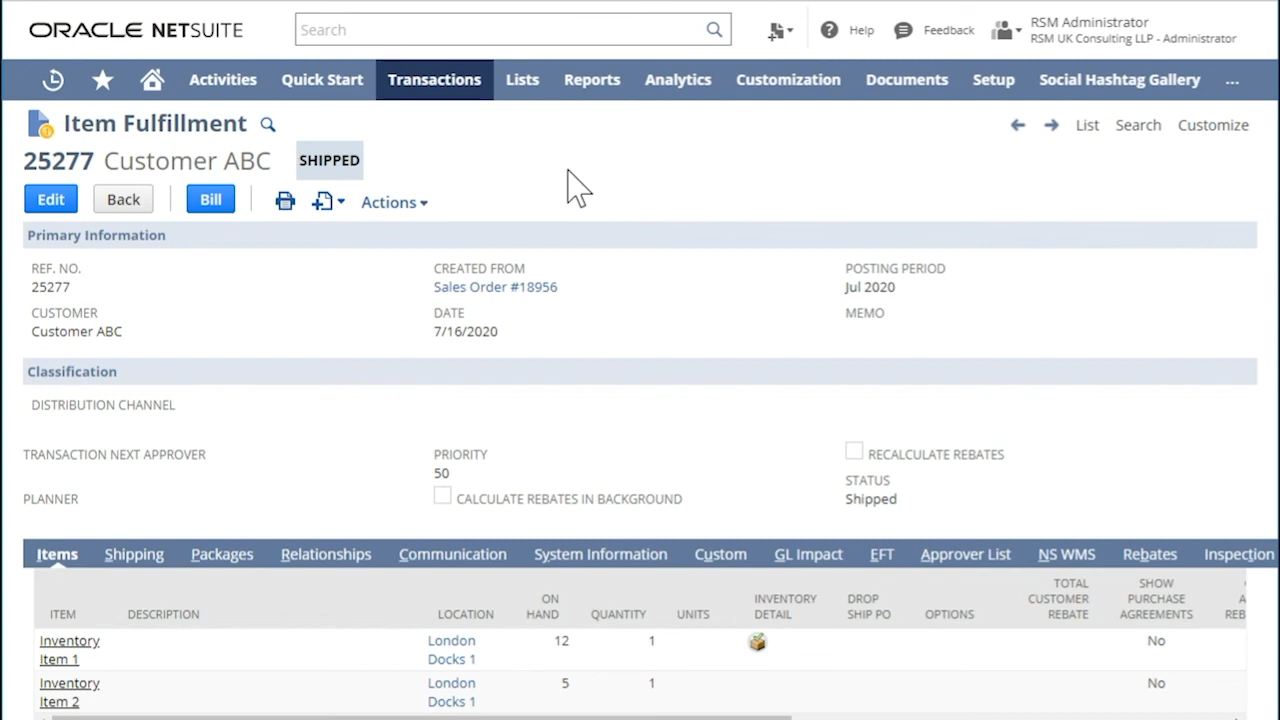 ORACLE NETSUITE
Search
Help
Feedback
RSM Administrator
RSM UK Consulting LLP - Administrator
Activities
Quick Start
Transactions
Lists
Reports
Analytics
Customization
Documents
Setup
Social Hashtag Gallery
...
Item Fulfillment
List
Search
Customize
25277 Customer ABC
SHIPPED
Edit
Back
Bill
Actions
Primary Information
REF. NO.
25277
CREATED FROM
Sales Order #18956
POSTING PERIOD
Jul 2020
CUSTOMER
Customer ABC
DATE
7/16/2020
MEMO
Classification
DISTRIBUTION CHANNEL
TRANSACTION NEXT APPROVER
PRIORITY
50
RECALCULATE REBATES
STATUS
Shipped
PLANNER
CALCULATE REBATES IN BACKGROUND
Items
Shipping
Packages
Relationships
Communication
System Information
Custom
GL Impact
EFT
Approver List
NS WMS
Rebates
Inspection
ITEM
DESCRIPTION
LOCATION
ON
HAND
QUANTITY
UNITS
INVENTORY
DETAIL
DROP
SHIP PO
OPTIONS
TOTAL
CUSTOMER
REBATE
SHOW
PURCHASE
AGREEMENTS
A
REB
Inventory
Item 1
London
Docks 1
12
1
No
Inventory
Item 2
London
Docks 1
5
1
No